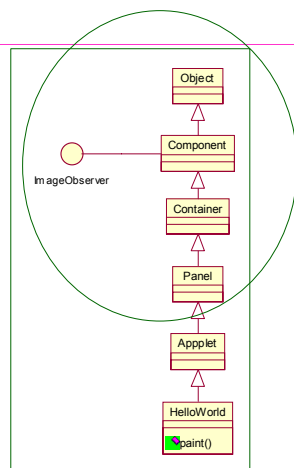 Object
Component
ImageObserver
Container
Panel
Appplet
HelloWorld
paint()